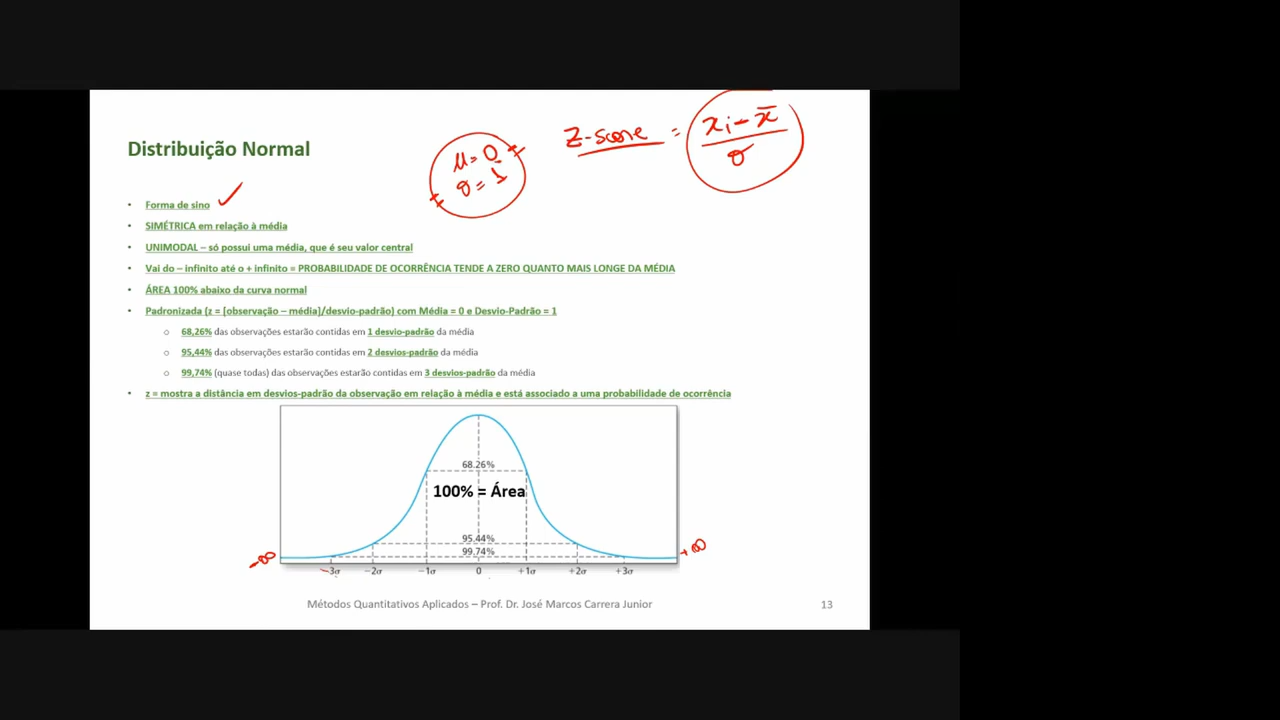 Z-score = xi - x̄ / σ
Distribuição Normal
μ = 0
σ = 1
• Forma de sino ✓
• SIMÉTRICA em relação à média
• UNIMODAL – só possui uma média, que é seu valor central
• Vai do – infinito até o + infinito = PROBABILIDADE DE OCORRÊNCIA TENDE A ZERO QUANTO MAIS LONGE DA MÉDIA
• ÁREA 100% abaixo da curva normal
• Padronizada (z = [observação – média]/desvio-padrão) com Média = 0 e Desvio-Padrão = 1
o 68,26% das observações estarão contidas em 1 desvio-padrão da média
o 95,44% das observações estarão contidas em 2 desvios-padrão da média
o 99,74% (quase todas) das observações estarão contidas em 3 desvios-padrão da média
• z = mostra a distância em desvios-padrão da observação em relação à média e está associado a uma probabilidade de ocorrência
68.26%
100% = Área
95.44%
99.74%
-∞ +∞
−3σ −2σ −1σ 0 +1σ +2σ +3σ
Métodos Quantitativos Aplicados – Prof. Dr. José Marcos Carrera Junior 13